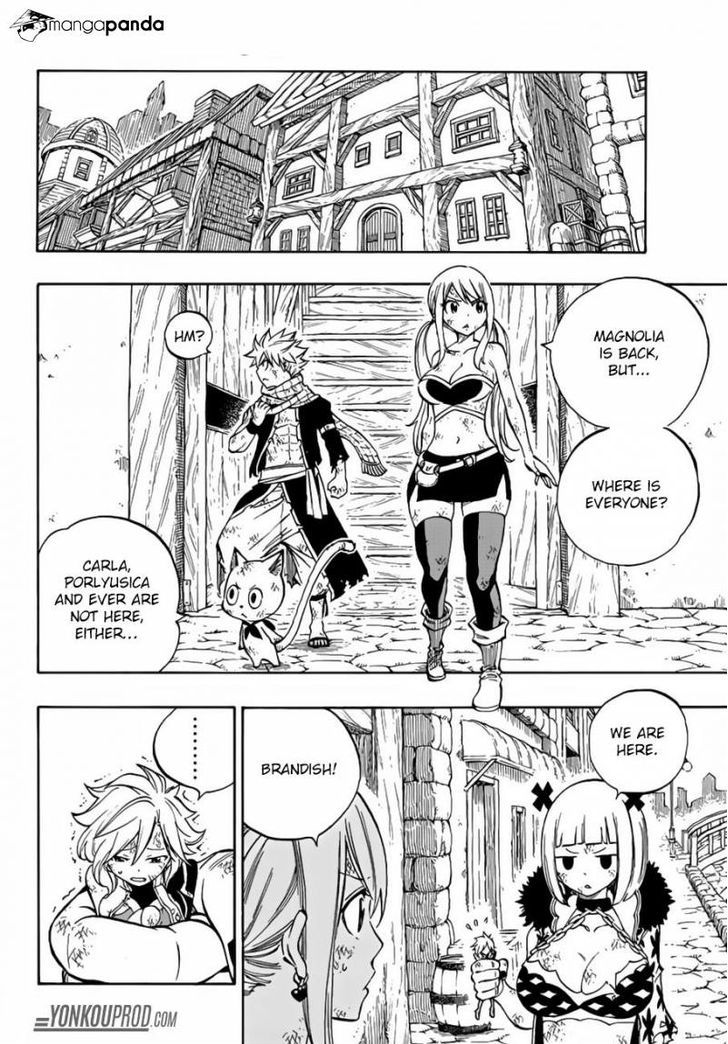 mangapanda
MAGNOLIA
IS BACK,
BUT...
WHERE IS
EVERYONE?
HM?
CARLA,
PORLYUSICA
AND EVER ARE
NOT HERE,
EITHER...
WE ARE
HERE.
BRANDISH!
........
YONKOUPROD.COM